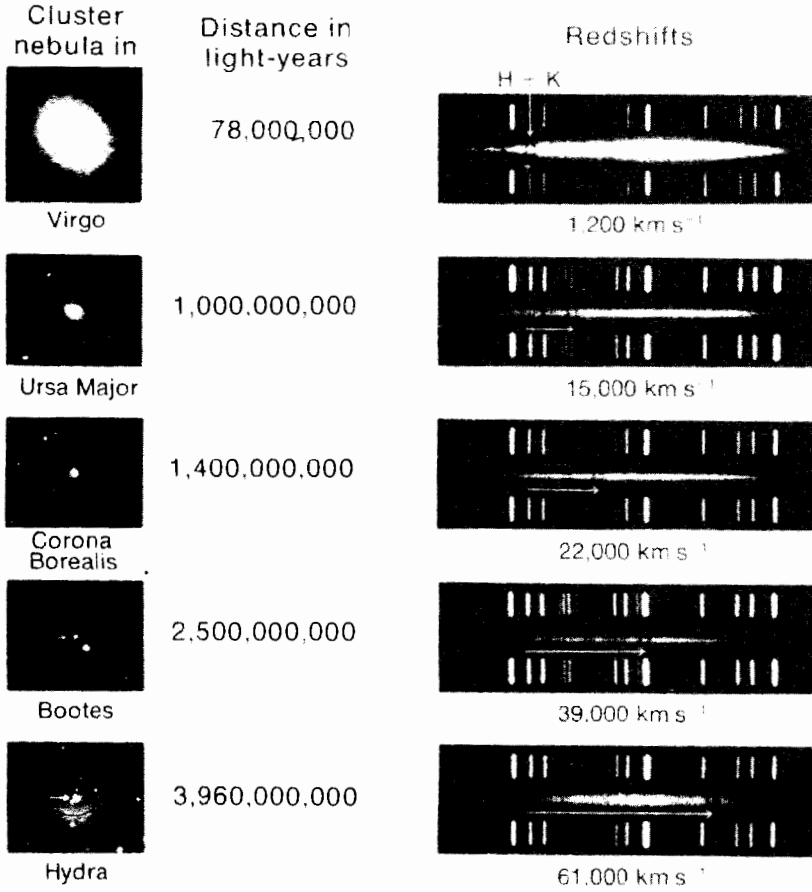 Cluster
nebula in
Distance in
light-years
Redshifts
H + K
78,000,000
Virgo
1,200 km s⁻¹
1,000,000,000
Ursa Major
15,000 km s⁻¹
1,400,000,000
Corona
Borealis
22,000 km s⁻¹
2,500,000,000
Bootes
39,000 km s⁻¹
3,960,000,000
Hydra
61,000 km s⁻¹